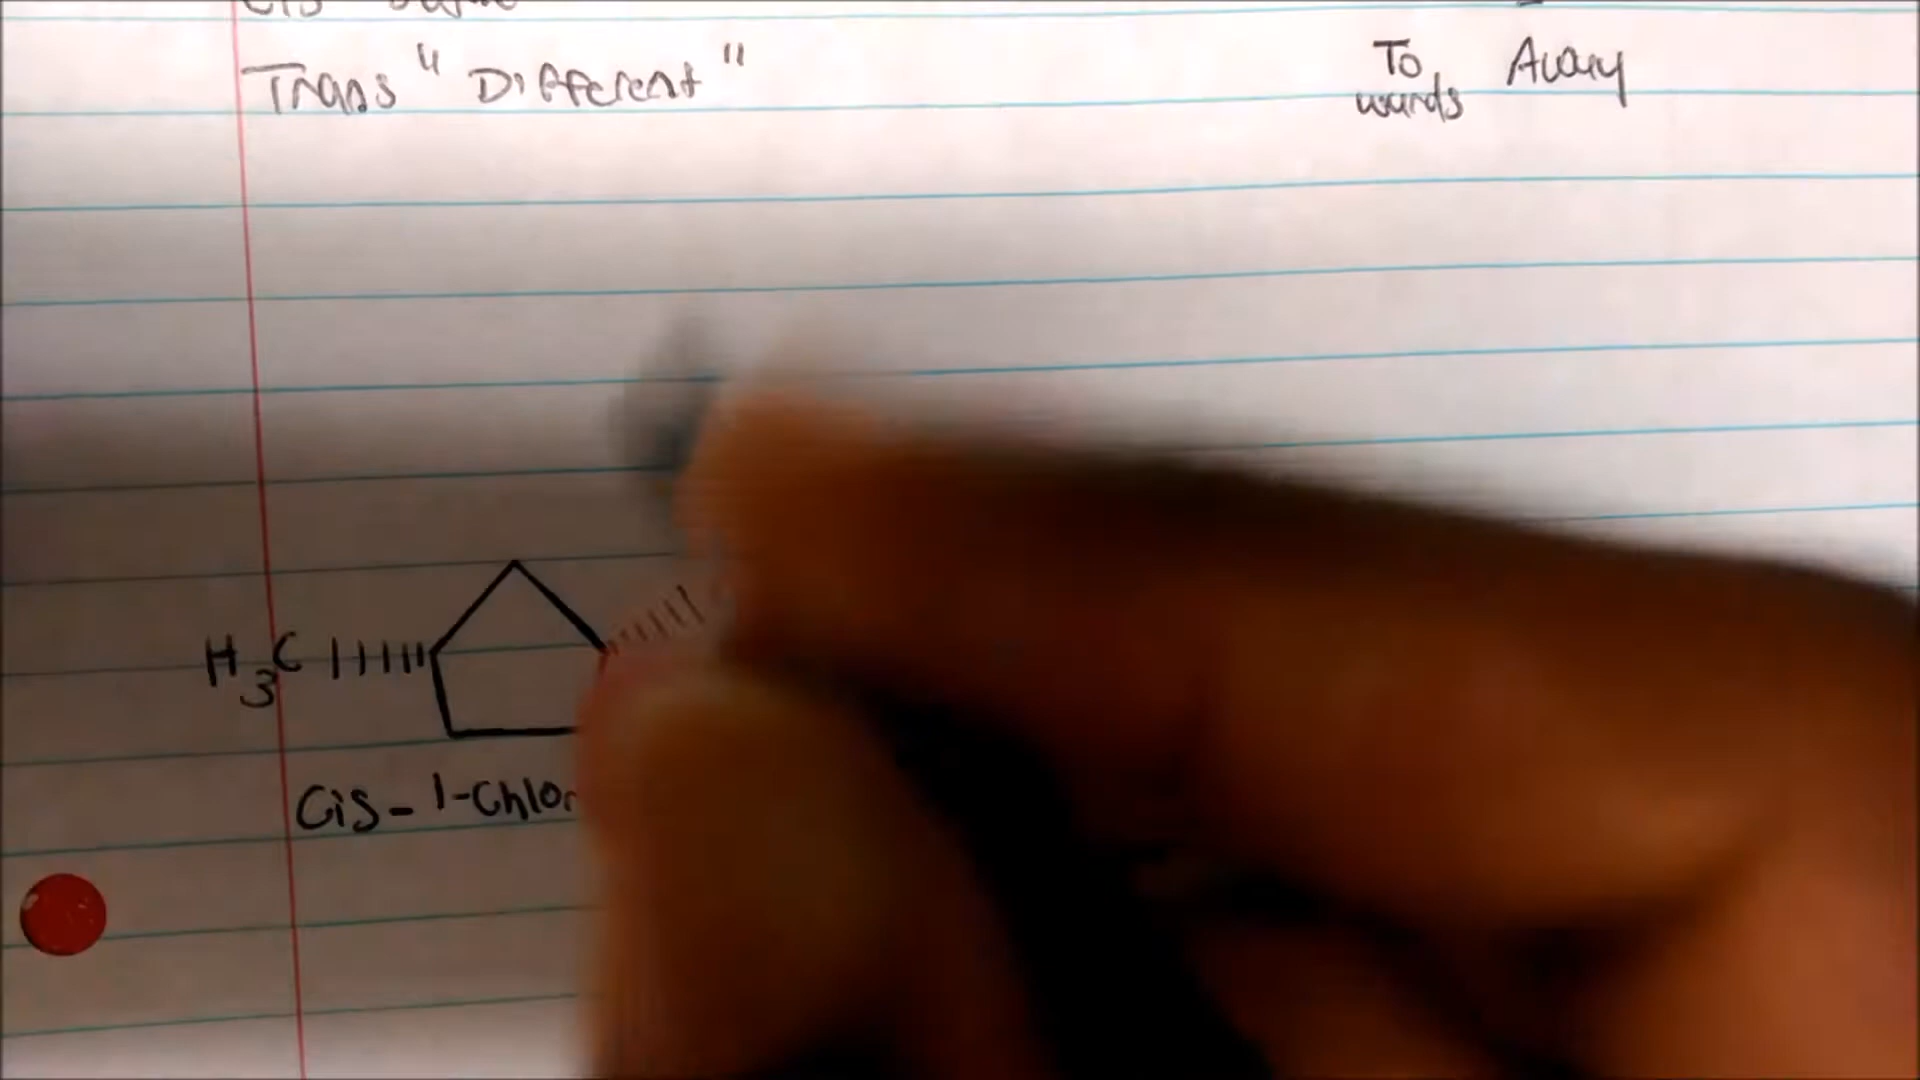 Trans "Different"
To Away
wards
H3C
Cis-1-Chlor